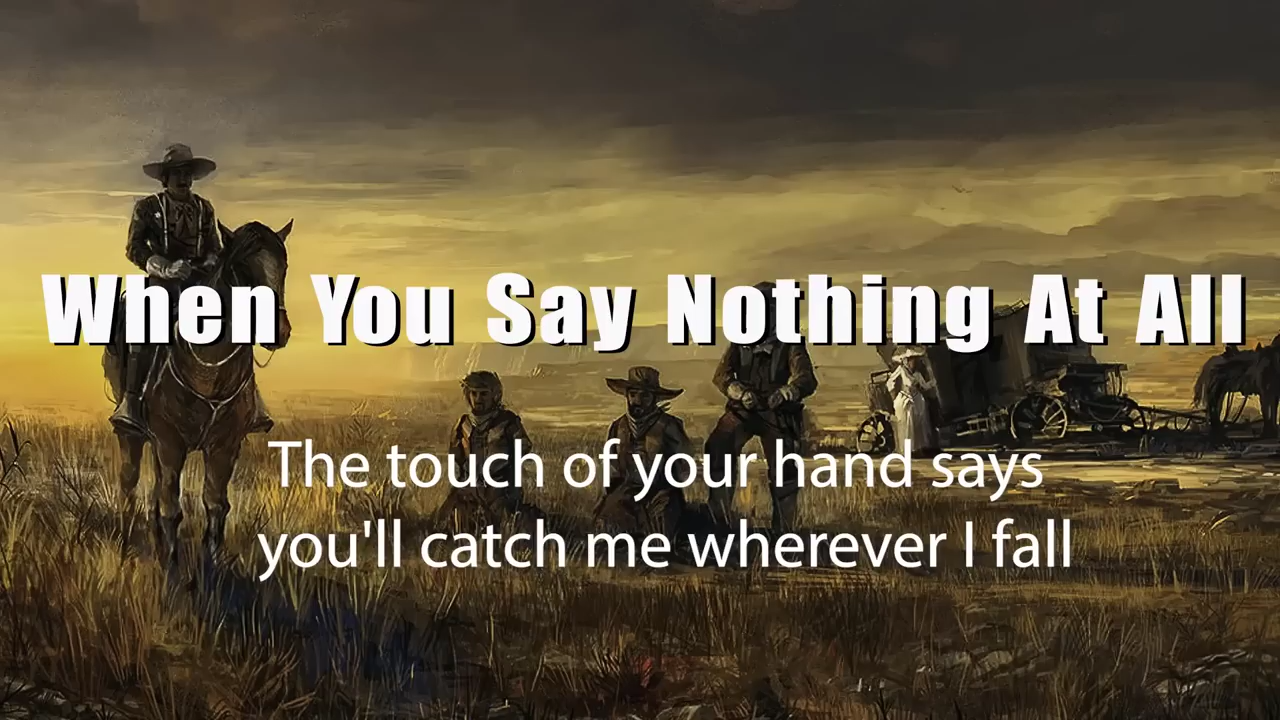 When You Say Nothing At All
The touch of your hand says
you'll catch me wherever I fall